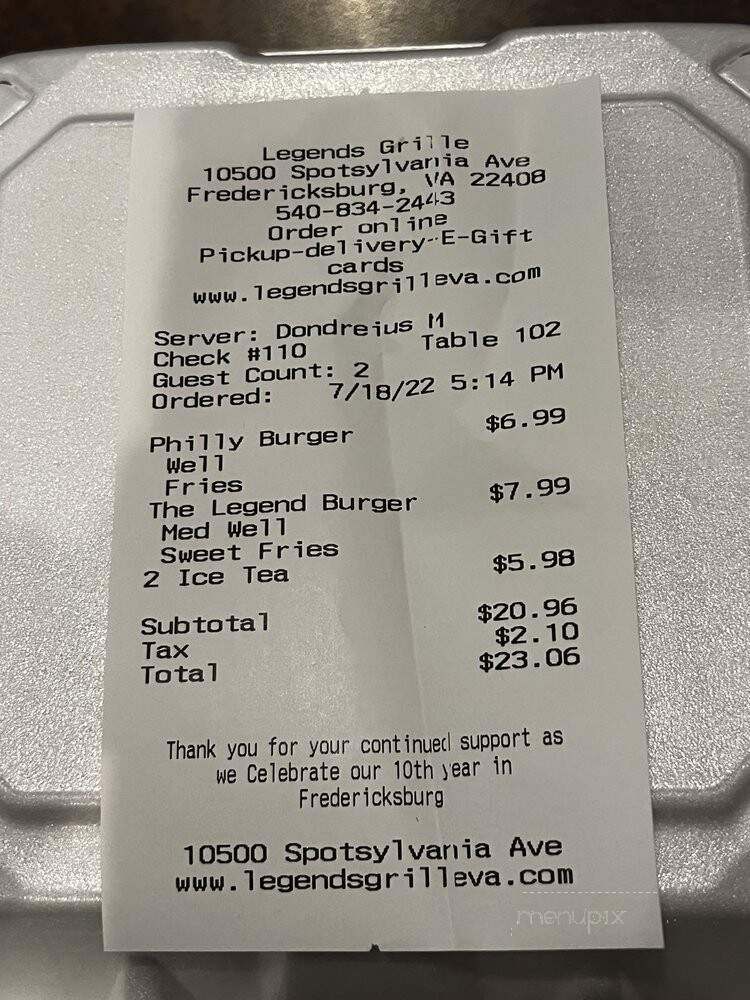 Legends Grille
10500 Spotsylvania Ave
Fredericksburg, VA 22408
540-834-2443
Order online
Pickup-delivery-E-Gift
cards
www.legendsgrilleva.com
Server: Dondreius M
Check #110 Table 102
Guest Count: 2
Ordered: 7/18/22 5:14 PM
Philly Burger $6.99
Well
Fries
The Legend Burger $7.99
Med Well
Sweet Fries
2 Ice Tea $5.98
Subtotal $20.96
Tax $2.10
Total $23.06
Thank you for your continued support as
we Celebrate our 10th year in
Fredericksburg
10500 Spotsylvania Ave
www.legendsgrilleva.com
menupix